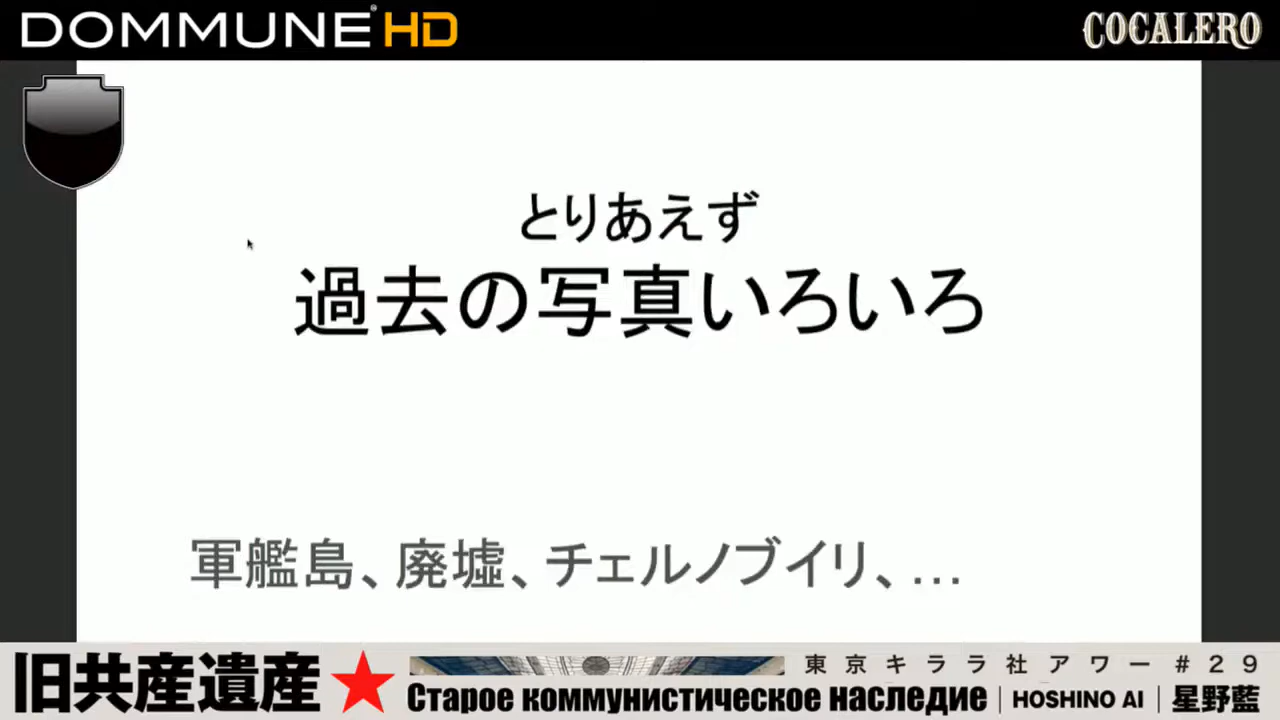 DOMMUNE HD
COCALERO
とりあえず
過去の写真いろいろ
軍艦島、廃墟、チェルノブイリ、…
旧共産遺産★
東京キララ社アワー#29
Старое коммунистическое наследие | HOSHINO AI | 星野藍